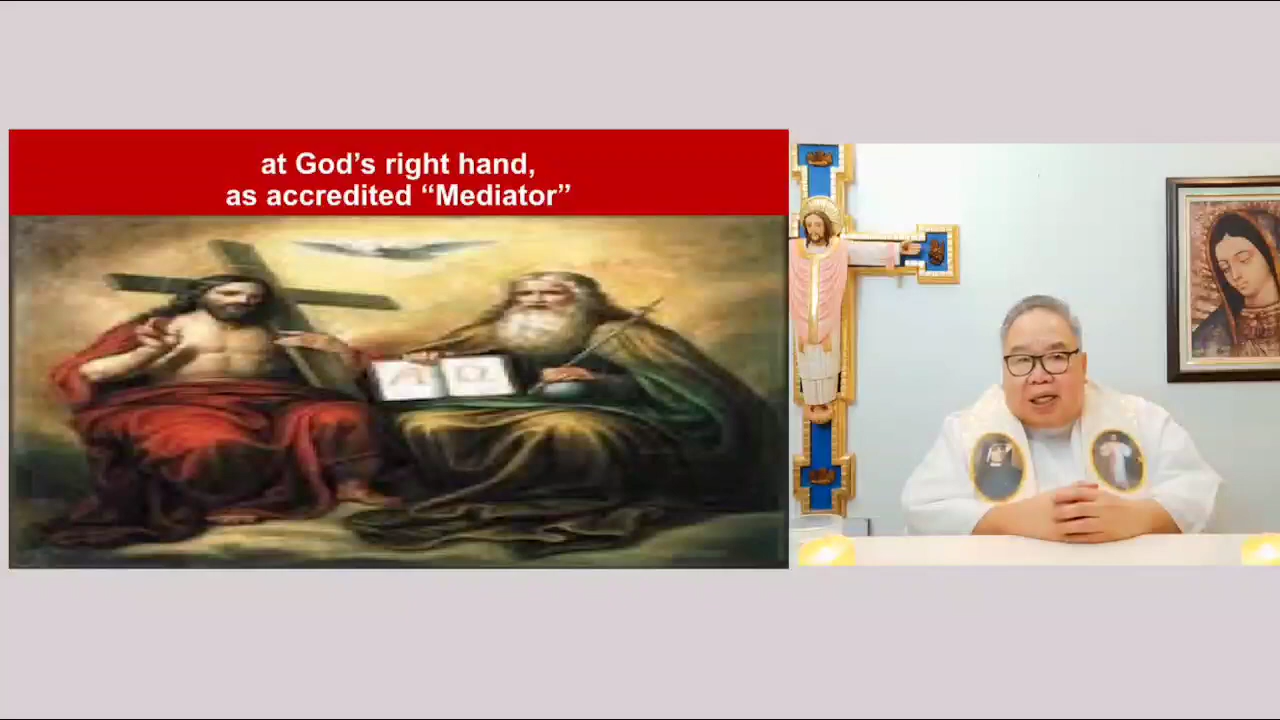 at God’s right hand,
as accredited “Mediator”
Α Ω